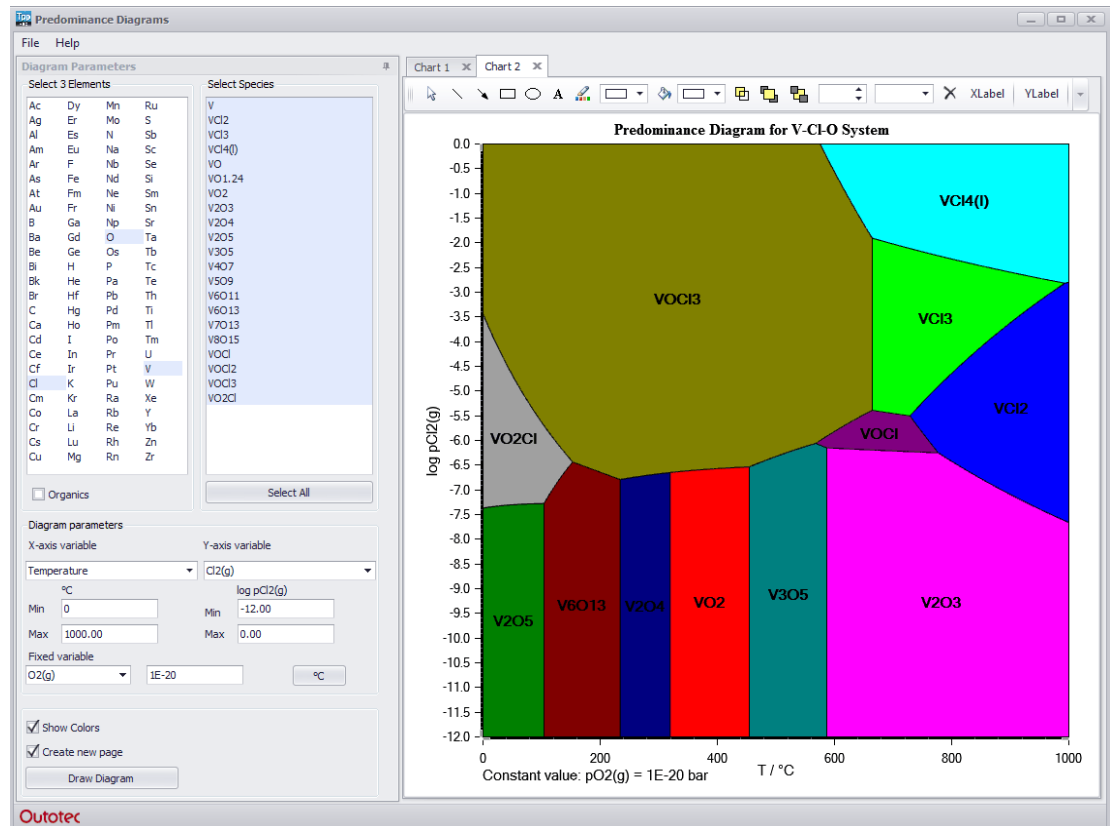 Predominance Diagrams
File Help
Diagram Parameters
Select 3 Elements
Ac Dy Mn Ru
Ag Er Mo S
Al Es N Sb
Am Eu Na Sc
Ar F Nb Se
As Fe Nd Si
At Fm Ne Sm
Au Fr Ni Sn
B Ga Np Sr
Ba Gd O Ta
Be Ge Os Tb
Bi H P Tc
Bk He Pa Te
Br Hf Pb Th
C Hg Pd Ti
Ca Ho Pm Tl
Cd I Po Tm
Ce In Pr U
Cf Ir Pt V
Cl K Pu W
Cm Kr Ra Xe
Co La Rb Y
Cr Li Re Yb
Cs Lu Rh Zn
Cu Mg Rn Zr
Organics
Select Species
V
VCl2
VCl3
VCl4(l)
VO
VO1.24
VO2
V2O3
V2O4
V2O5
V3O5
V4O7
V5O9
V6O11
V6O13
V7O13
V8O15
VOCl
VOCl2
VOCl3
VO2Cl
Select All
Diagram parameters
X-axis variable Y-axis variable
Temperature Cl2(g)
°C log pCl2(g)
Min 0 Min -12.00
Max 1000.00 Max 0.00
Fixed variable
O2(g) 1E-20 °C
Show Colors
Create new page
Draw Diagram
Outotec
Chart 1 Chart 2
A XLabel YLabel
Predominance Diagram for V-Cl-O System
log pCl2(g)
0.0
-0.5
-1.0
-1.5
-2.0
-2.5
-3.0
-3.5
-4.0
-4.5
-5.0
-5.5
-6.0
-6.5
-7.0
-7.5
-8.0
-8.5
-9.0
-9.5
-10.0
-10.5
-11.0
-11.5
-12.0
VCl4(l)
VOCl3
VCl3
VCl2
VO2Cl
VOCl
V2O5
V6O13
V2O4
VO2
V3O5
V2O3
0 200 400 600 800 1000
Constant value: pO2(g) = 1E-20 bar
T / °C